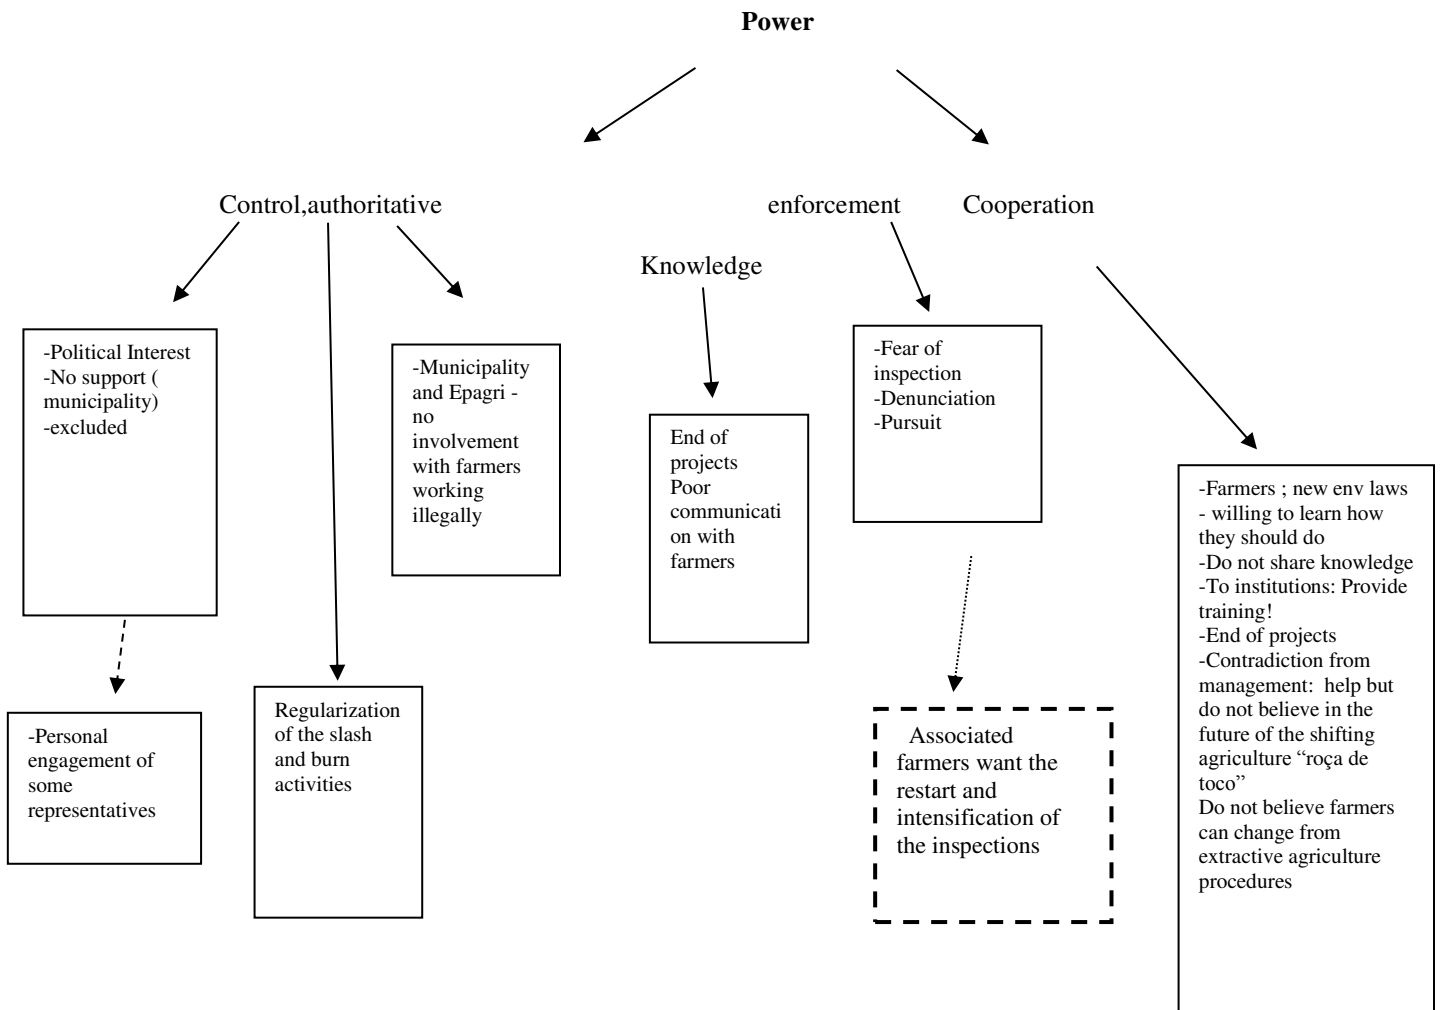 Power
Control,authoritative
enforcement
Cooperation
Knowledge
-Political Interest
-No support (
municipality)
-excluded
-Municipality
and Epagri -
no
involvement
with farmers
working
illegally
End of
projects
Poor
communicati
on with
farmers
-Fear of
inspection
-Denunciation
-Pursuit
-Farmers ; new env laws
- willing to learn how
they should do
-Do not share knowledge
-To institutions: Provide
training!
-End of projects
-Contradiction from
management:  help but
do not believe in the
future of the shifting
agriculture “roça de
toco”
Do not believe farmers
can change from
extractive agriculture
procedures
-Personal
engagement of
some
representatives
Regularization
of the slash
and burn
activities
Associated
farmers want the
restart and
intensification of
the inspections